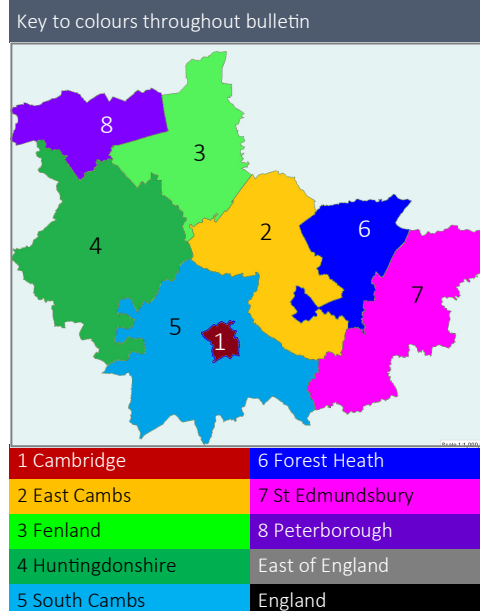 Key to colours throughout bulletin
8
3
2
6
4
7
5
1
1 Cambridge
6 Forest Heath
2 East Cambs
7 St Edmundsbury
3 Fenland
8 Peterborough
4 Huntingdonshire
East of England
5 South Cambs
England